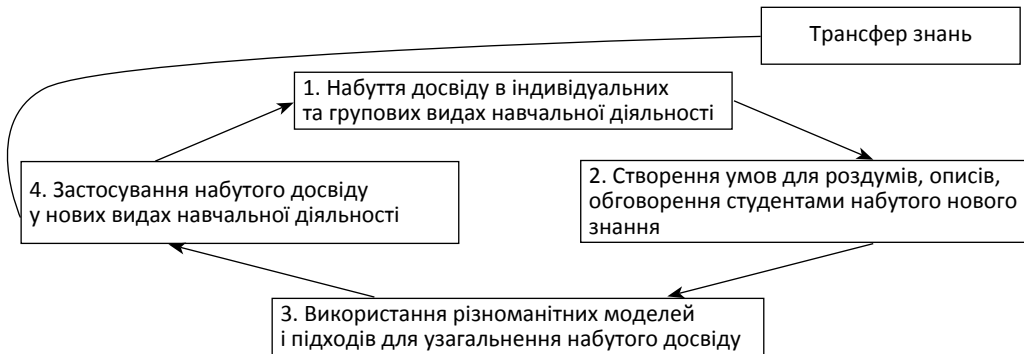 Трансфер знань
1. Набуття досвіду в індивідуальних
та групових видах навчальної діяльності
4. Застосування набутого досвіду
у нових видах навчальної діяльності
2. Створення умов для роздумів, описів,
обговорення студентами набутого нового
знання
3. Використання різноманітних моделей
і підходів для узагальнення набутого досвіду